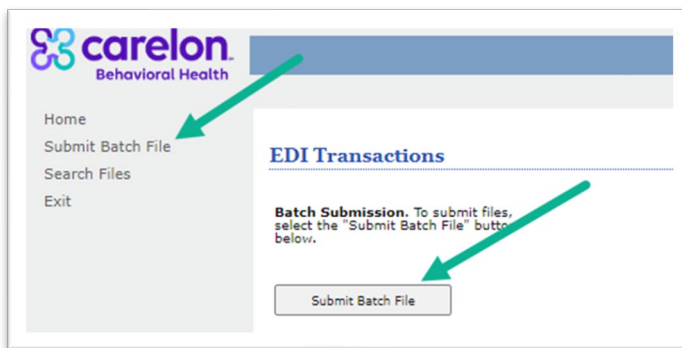 carelon.
Behavioral Health
Home
Submit Batch File
Search Files
Exit
EDI Transactions
Batch Submission. To submit files,
select the "Submit Batch File"
below.
Submit Batch File